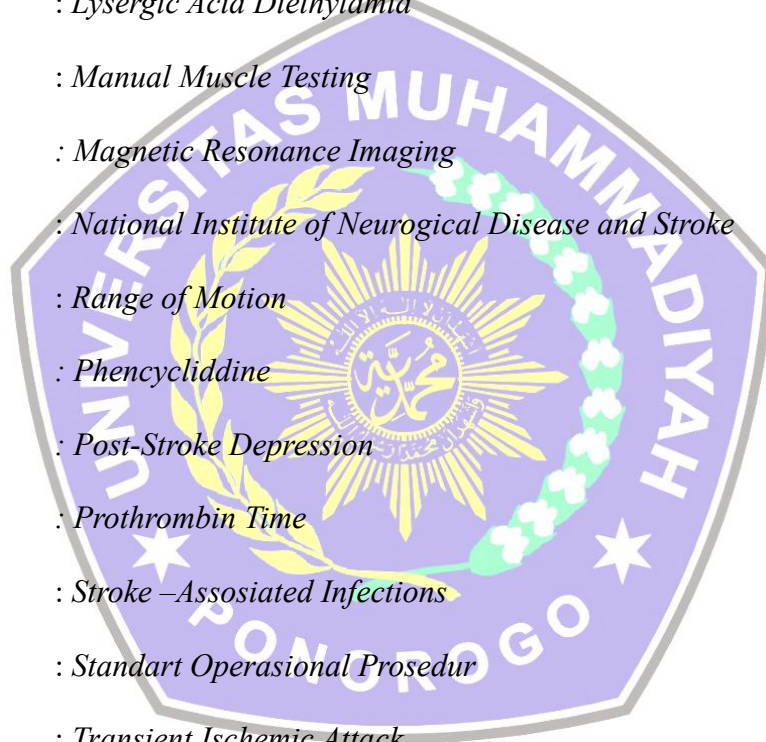 : Lysergic Acid Diethylamid
: Manual Muscle Testing
: Magnetic Resonance Imaging
: National Institute of Neurogical Disease and Stroke
: Range of Motion
: Phencycliddine
: Post-Stroke Depression
: Prothrombin Time
: Stroke –Assosiated Infections
: Standart Operasional Prosedur
: Transient Ischemic Attack
UNIVERSITAS MUHAMMADIYAH
PONOROGO
محمد